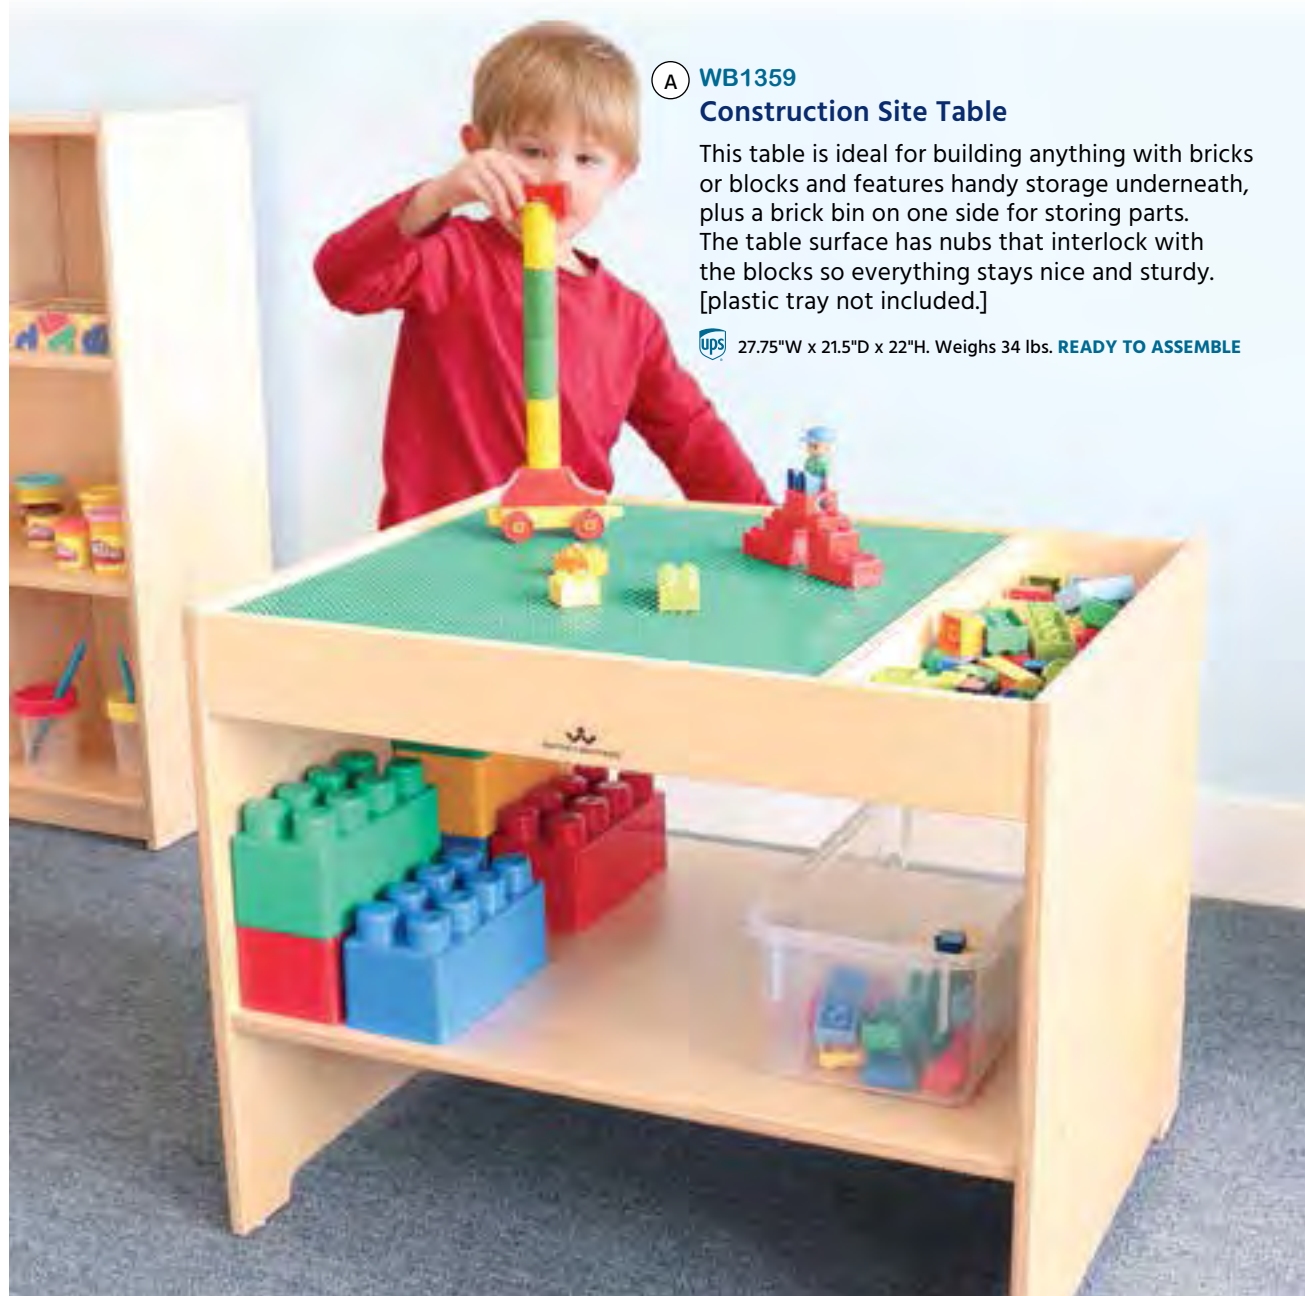 A WB1359
Construction Site Table
This table is ideal for building anything with bricks
or blocks and features handy storage underneath,
plus a brick bin on one side for storing parts.
The table surface has nubs that interlock with
the blocks so everything stays nice and sturdy.
[plastic tray not included.]
ups 27.75"W x 21.5"D x 22"H. Weighs 34 lbs. READY TO ASSEMBLE